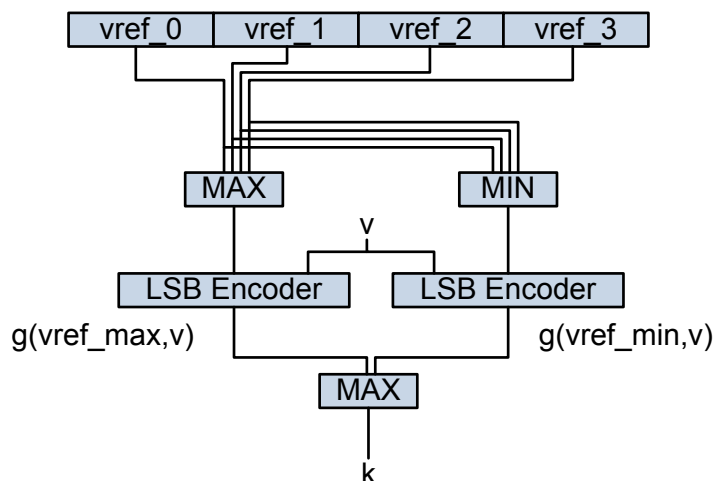 vref_0 vref_1 vref_2 vref_3
MAX MIN
v
LSB Encoder LSB Encoder
g(vref_max,v) g(vref_min,v)
MAX
k